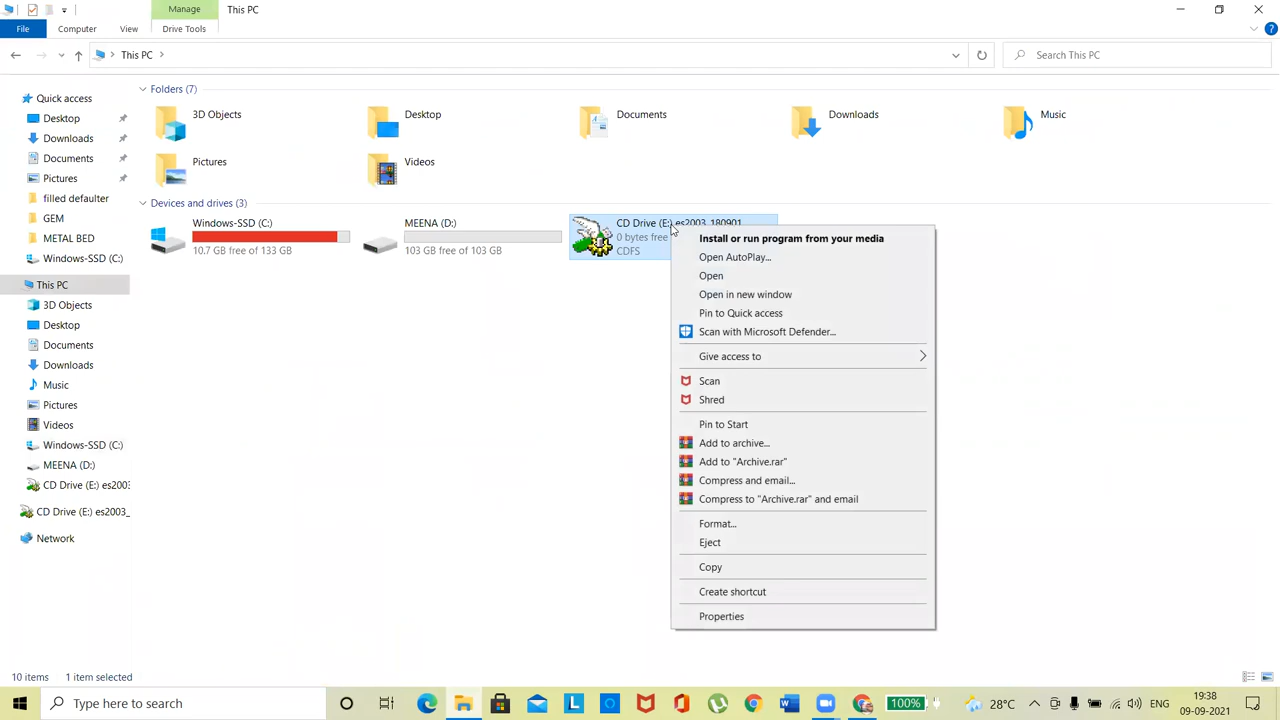 Manage
This PC
File
Computer
View
Drive Tools
This PC
Search This PC
Quick access
Desktop
Downloads
Documents
Pictures
filled defaulter
GEM
METAL BED
Windows-SSD (C:)
This PC
3D Objects
Desktop
Documents
Downloads
Music
Pictures
Videos
Windows-SSD (C:)
MEENA (D:)
CD Drive (E:) es2003
CD Drive (E:) es2003_
Network
Folders (7)
3D Objects
Desktop
Documents
Downloads
Music
Pictures
Videos
Devices and drives (3)
Windows-SSD (C:)
10.7 GB free of 133 GB
MEENA (D:)
103 GB free of 103 GB
CD Drive (E:) es2003_180901
0 bytes free
CDFS
Install or run program from your media
Open AutoPlay...
Open
Open in new window
Pin to Quick access
Scan with Microsoft Defender...
Give access to
Scan
Shred
Pin to Start
Add to archive...
Add to "Archive.rar"
Compress and email...
Compress to "Archive.rar" and email
Format...
Eject
Copy
Create shortcut
Properties
10 items
1 item selected
Type here to search
100%
28°C
19:38
09-09-2021